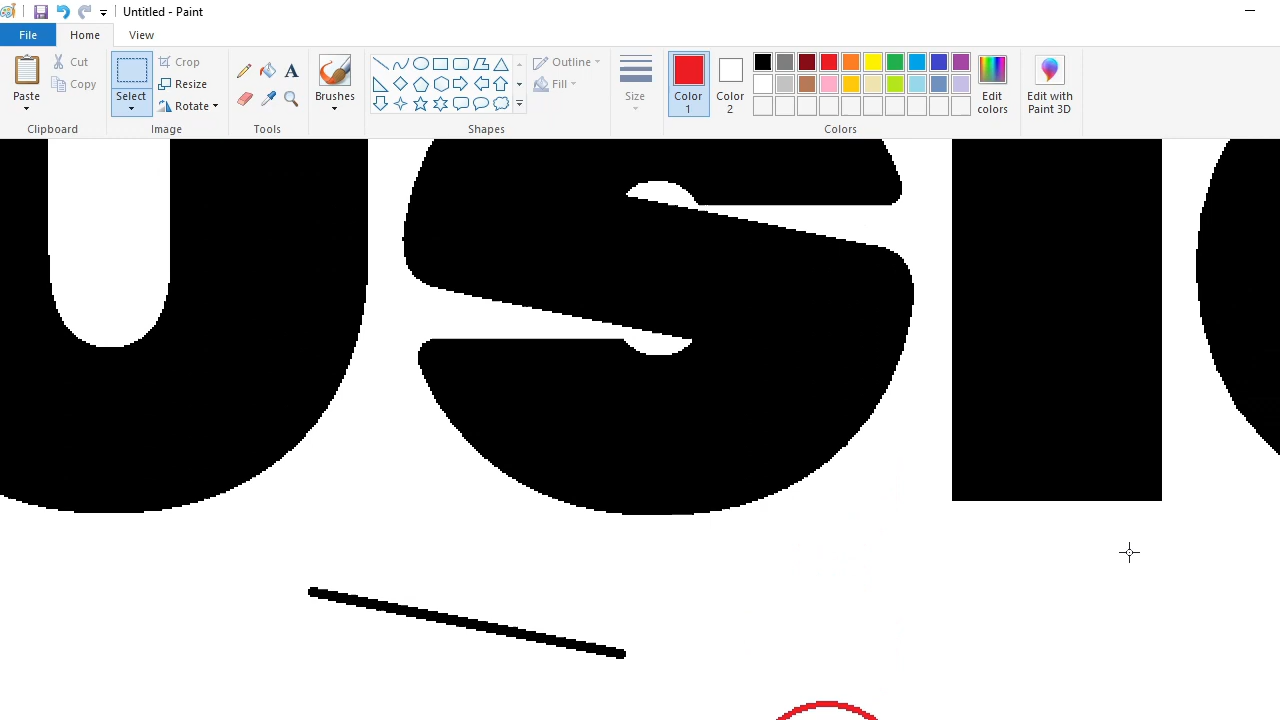 Untitled - Paint
File Home View
Paste Cut Copy Clipboard
Select Crop Resize Rotate Image
A
Tools
Brushes
Outline Fill Shapes
Size
Color 1 Color 2 Edit colors Colors
Edit with Paint 3D
USI